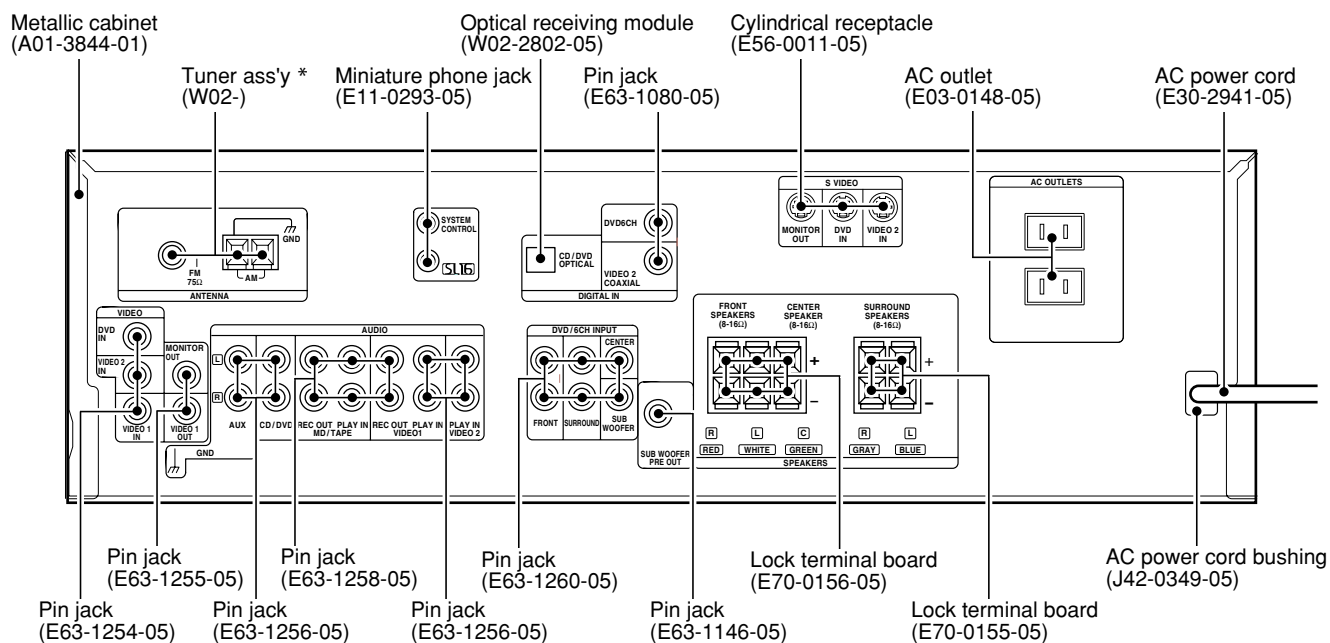 Metallic cabinet
(A01-3844-01)
Optical receiving module
(W02-2802-05)
Cylindrical receptacle
(E56-0011-05)
Tuner ass'y *
(W02-)
Miniature phone jack
(E11-0293-05)
Pin jack
(E63-1080-05)
AC outlet
(E03-0148-05)
AC power cord
(E30-2941-05)
GND
FM
75Ω
AM
ANTENNA
SYSTEM
CONTROL
SL16
DVD6CH
CD/DVD
OPTICAL
VIDEO 2
COAXIAL
DIGITAL IN
S VIDEO
MONITOR
OUT
DVD
IN
VIDEO 2
IN
AC OUTLETS
VIDEO
DVD
IN
VIDEO 2
IN
VIDEO 1
IN
MONITOR
OUT
VIDEO 1
OUT
AUDIO
L
R
AUX
CD/DVD
REC OUT PLAY IN
MD/TAPE
REC OUT PLAY IN
VIDEO1
PLAY IN
VIDEO 2
GND
DVD/6CH INPUT
CENTER
FRONT
SURROUND
SUB
WOOFER
SUB WOOFER
PRE OUT
FRONT
SPEAKERS
(8-16Ω)
CENTER
SPEAKER
(8-16Ω)
SURROUND
SPEAKERS
(8-16Ω)
+
–
+
–
R L C R L
RED WHITE GREEN GRAY BLUE
SPEAKERS
Pin jack
(E63-1255-05)
Pin jack
(E63-1258-05)
Pin jack
(E63-1260-05)
Lock terminal board
(E70-0156-05)
AC power cord bushing
(J42-0349-05)
Pin jack
(E63-1254-05)
Pin jack
(E63-1256-05)
Pin jack
(E63-1256-05)
Pin jack
(E63-1146-05)
Lock terminal board
(E70-0155-05)